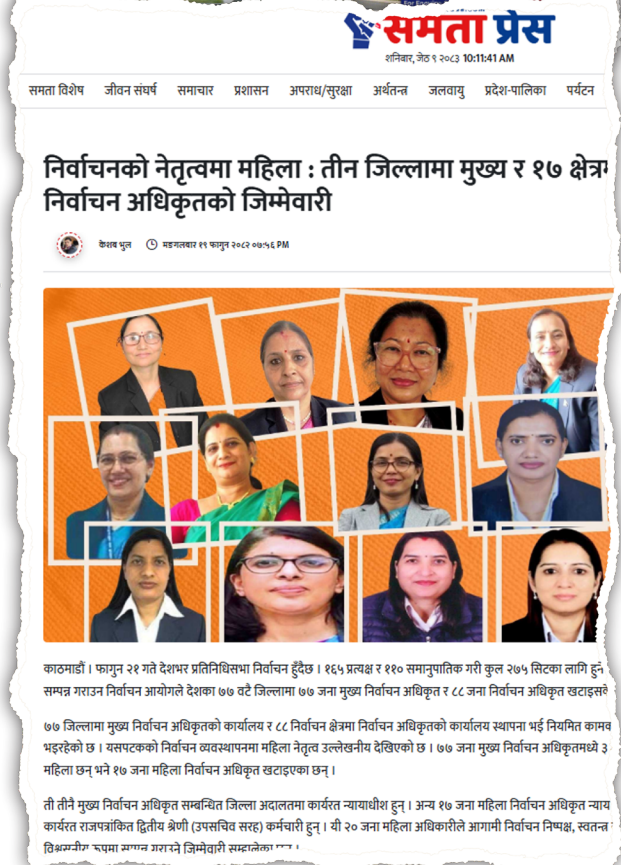 समता प्रेस
शनिबार, जेठ ९ २०८३ 10:11:41 AM
समता विशेष जीवन संघर्ष समाचार प्रशासन अपराध/सुरक्षा अर्थतन्त्र जलवायु प्रदेश-पालिका पर्यटन
निर्वाचनको नेतृत्वमा महिला : तीन जिल्लामा मुख्य र १७
निर्वाचन अधिकृतको जिम्मेवारी
केशब भुल मङगलबार १९ फागुन २०८२ ०७:५६ PM
काठमाडौं । फागुन २१ गते देशभर प्रतिनिधिसभा निर्वाचन हुँदैछ । १६५ प्रत्यक्ष र ११० समानुपातिक गरी कुल २७५ सिटका लागि हुने
सम्पन्न गराउन निर्वाचन आयोगले देशका ७७ वटै जिल्लामा ७७ जना मुख्य निर्वाचन अधिकृत र ८८ जना निर्वाचन अधिकृत
७७ जिल्लामा मुख्य निर्वाचन अधिकृतको कार्यालय र ८८ निर्वाचन क्षेत्रमा निर्वाचन अधिकृतको कार्यालय स्थापना भई नियमित
भइरहेको छ । यसपटकको निर्वाचन व्यवस्थापनमा महिला नेतृत्व उल्लेखनीय देखिएको छ । ७७ जना मुख्य निर्वाचन अधिकृतमध्ये ३
महिला छन् भने १७ जना महिला निर्वाचन अधिकृत खटाइएका छन् ।
ती तीनै मुख्य निर्वाचन अधिकृत सम्बन्धित जिल्ला अदालतमा कार्यरत न्यायाधीश हुन् । अन्य १७ जना महिला निर्वाचन अधिकृत
कार्यरत राजपत्रांकित द्वितीय श्रेणी (उपसचिव सरह) कर्मचारी हुन् । यी २० जना महिला अधिकारीले आगामी निर्वाचन निष्पक्ष, स्वतन्त्र
गराउने जिम्मेवारी